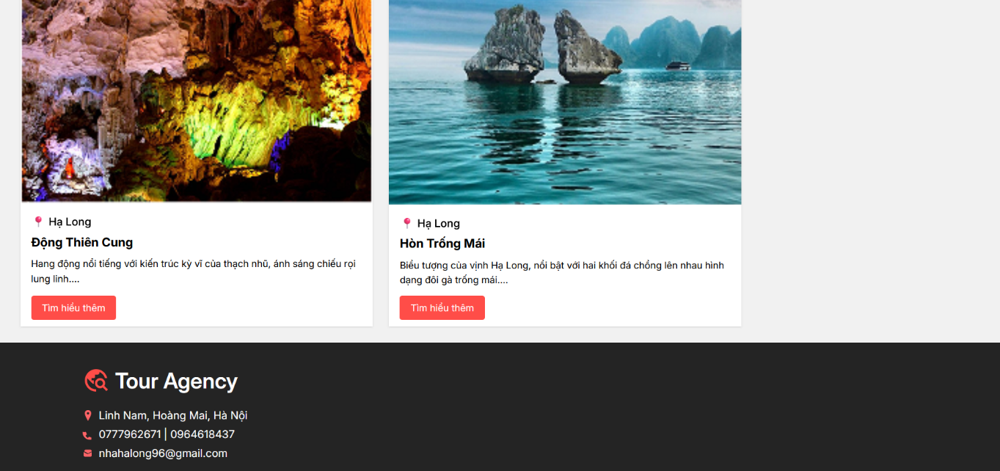 Hạ Long
Động Thiên Cung
Hang động nổi tiếng với kiến trúc kỳ vĩ của thạch nhũ, ánh sáng chiếu rọi
lung linh....
Tìm hiểu thêm
Hạ Long
Hòn Trống Mái
Biểu tượng của vịnh Hạ Long, nổi bật với hai khối đá chồng lên nhau hình
dạng đôi gà trống mái....
Tìm hiểu thêm
Tour Agency
Linh Nam, Hoàng Mai, Hà Nội
0777962671 | 0964618437
nhahalong96@gmail.com